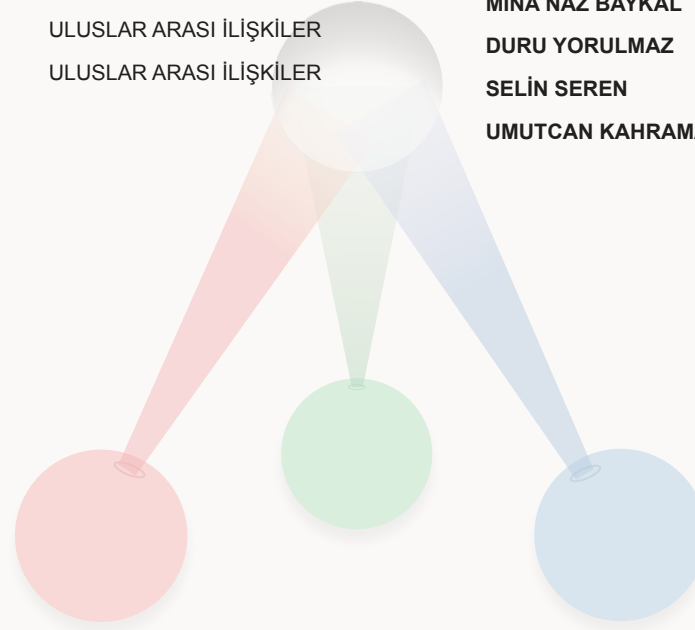 ULUSLAR ARASI İLİŞKİLER
ULUSLAR ARASI İLİŞKİLER
MİNA NAZ BAYKAL
DURU YORULMAZ
SELİN SEREN
UMUTCAN